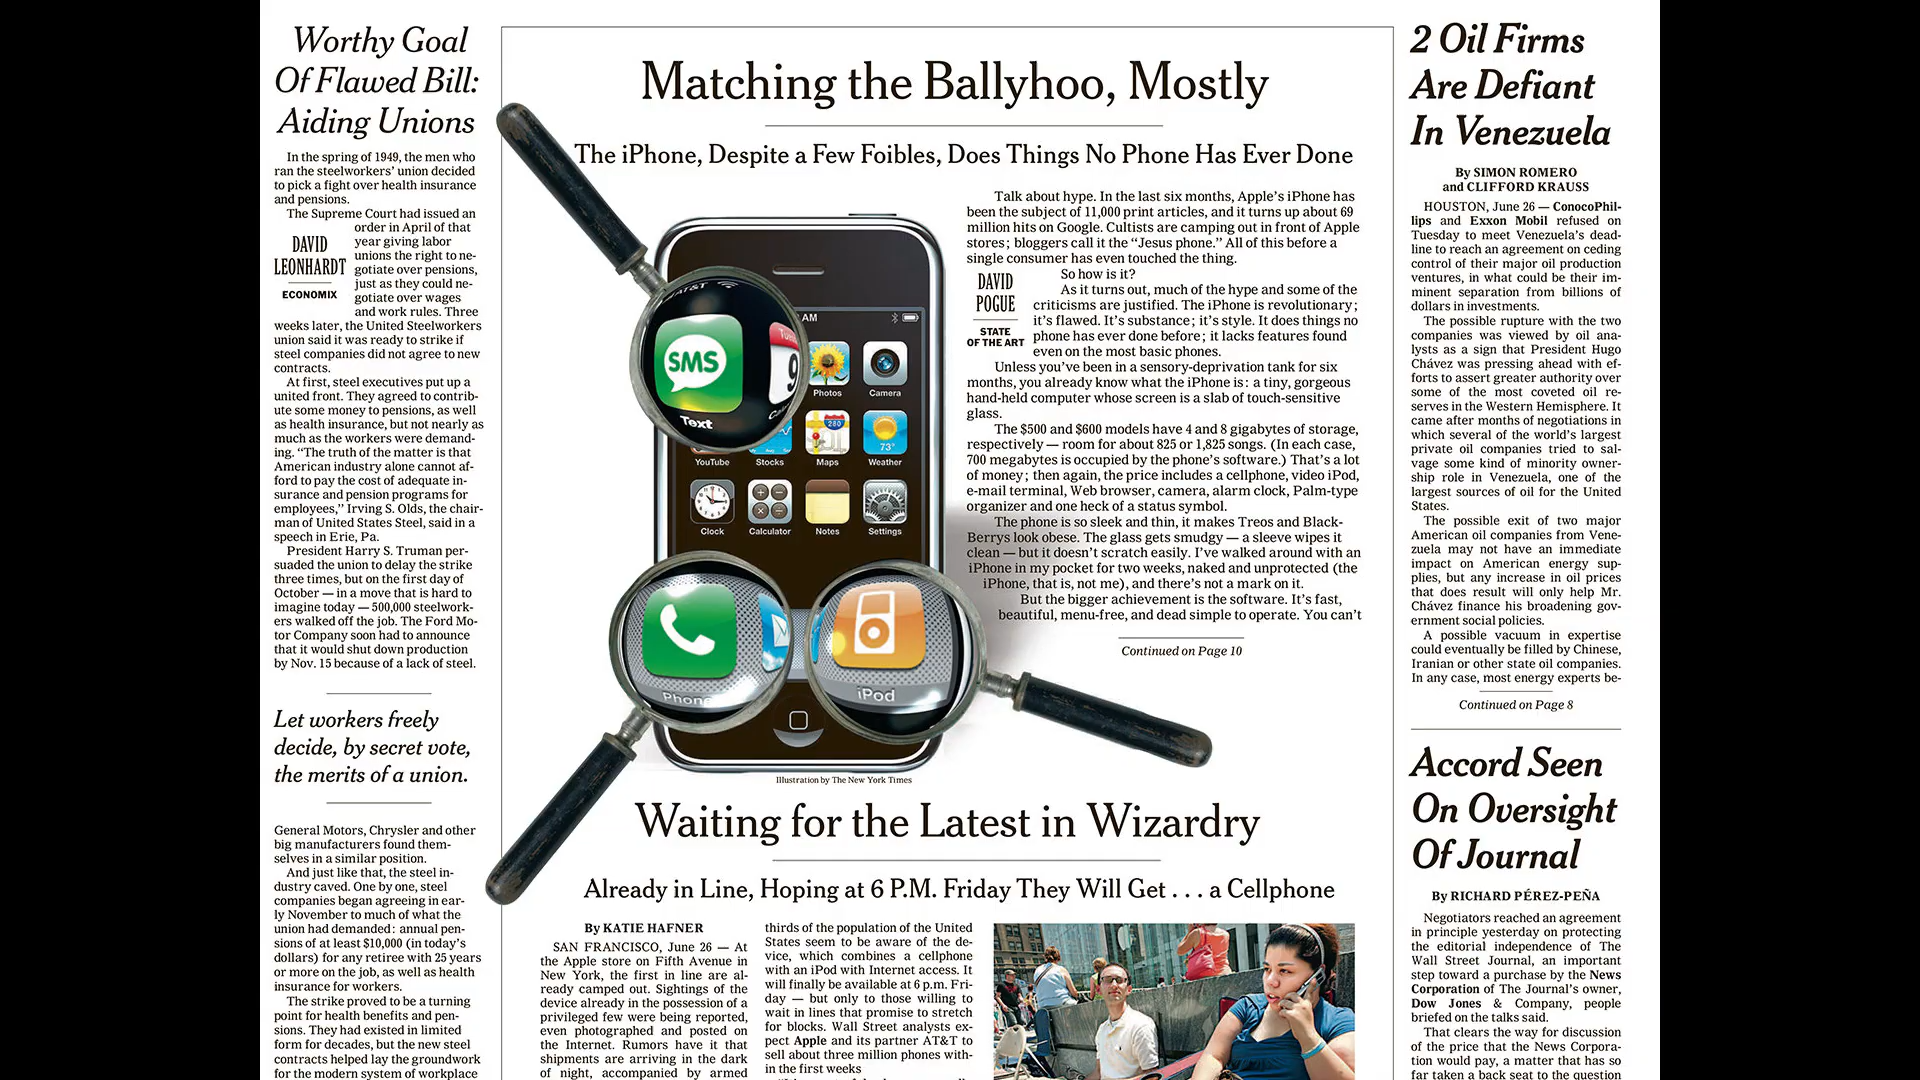 Worthy Goal
Of Flawed Bill:
Aiding Unions
In the spring of 1949, the men who
ran the steelworkers' union decided
to pick a fight over health insurance
and pensions.
The Supreme Court had issued an
order in April of that
year giving labor
unions the right to ne-
gotiate over pensions,
just as they could ne-
gotiate over wages
and work rules. Three
DAVID
LEONHARDT
ECONOMIX
weeks later, the United Steelworkers
union said it was ready to strike if
steel companies did not agree to new
contracts.
At first, steel executives put up a
united front. They agreed to contrib-
ute some money to pensions, as well
as health insurance, but not nearly as
much as the workers were demand-
ing. "The truth of the matter is that
American industry alone cannot af-
ford to pay the cost of adequate in-
surance and pension programs for
employees," Irving S. Olds, the chair-
man of United States Steel, said in a
speech in Erie, Pa.
President Harry S. Truman per-
suaded the union to delay the strike
three times, but on the first day of
October — in a move that is hard to
imagine today — 500,000 steelwork-
ers walked off the job. The Ford Mo-
tor Company soon had to announce
that it would shut down production
by Nov. 15 because of a lack of steel.
Let workers freely
decide, by secret vote,
the merits of a union.
General Motors, Chrysler and other
big manufacturers found them-
selves in a similar position.
And just like that, the steel in-
dustry caved. One by one, steel
companies began agreeing in ear-
ly November to much of what the
union had demanded: annual pen-
sions of at least $10,000 (in today's
dollars) for any retiree with 25 years
or more on the job, as well as health
insurance for workers.
The strike proved to be a turning
point for health benefits and pen-
sions. They had existed in limited
form for decades, but the new steel
contracts helped lay the groundwork
for the modern system of workplace
Matching the Ballyhoo, Mostly
The iPhone, Despite a Few Foibles, Does Things No Phone Has Ever Done
AT&T
AM
SMS
Text
Tues
9
Photos
Camera
YouTube
Stocks
280
Maps
73°
Weather
Clock
Calculator
Notes
Settings
Phone
iPod
Illustration by The New York Times
Talk about hype. In the last six months, Apple's iPhone has
been the subject of 11,000 print articles, and it turns up about 69
million hits on Google. Cultists are camping out in front of Apple
stores; bloggers call it the "Jesus phone." All of this before a
single consumer has even touched the thing.
So how is it?
DAVID
POGUE
STATE
OF THE ART
As it turns out, much of the hype and some of the
criticisms are justified. The iPhone is revolutionary;
it's flawed. It's substance; it's style. It does things no
phone has ever done before; it lacks features found
even on the most basic phones.
Unless you've been in a sensory-deprivation tank for six
months, you already know what the iPhone is: a tiny, gorgeous
hand-held computer whose screen is a slab of touch-sensitive
glass.
The $500 and $600 models have 4 and 8 gigabytes of storage,
respectively — room for about 825 or 1,825 songs. (In each case,
700 megabytes is occupied by the phone's software.) That's a lot
of money; then again, the price includes a cellphone, video iPod,
e-mail terminal, Web browser, camera, alarm clock, Palm-type
organizer and one heck of a status symbol.
The phone is so sleek and thin, it makes Treos and Black-
Berrys look obese. The glass gets smudgy — a sleeve wipes it
clean — but it doesn't scratch easily. I've walked around with an
iPhone in my pocket for two weeks, naked and unprotected (the
iPhone, that is, not me), and there's not a mark on it.
But the bigger achievement is the software. It's fast,
beautiful, menu-free, and dead simple to operate. You can't
Continued on Page 10
Waiting for the Latest in Wizardry
Already in Line, Hoping at 6 P.M. Friday They Will Get . . . a Cellphone
By KATIE HAFNER
SAN FRANCISCO, June 26 — At
the Apple store on Fifth Avenue in
New York, the first in line are al-
ready camped out. Sightings of the
device already in the possession of a
privileged few were being reported,
even photographed and posted on
the Internet. Rumors have it that
shipments are arriving in the dark
of night, accompanied by armed
thirds of the population of the United
States seem to be aware of the de-
vice, which combines a cellphone
with an iPod with Internet access. It
will finally be available at 6 p.m. Fri-
day — but only to those willing to
wait in lines that promise to stretch
for blocks. Wall Street analysts ex-
pect Apple and its partner AT&T to
sell about three million phones with-
in the first weeks
2 Oil Firms
Are Defiant
In Venezuela
By SIMON ROMERO
and CLIFFORD KRAUSS
HOUSTON, June 26 — ConocoPhil-
lips and Exxon Mobil refused on
Tuesday to meet Venezuela's dead-
line to reach an agreement on ceding
control of their major oil production
ventures, in what could be their im-
minent separation from billions of
dollars in investments.
The possible rupture with the two
companies was viewed by oil ana-
lysts as a sign that President Hugo
Chávez was pressing ahead with ef-
forts to assert greater authority over
some of the most coveted oil re-
serves in the Western Hemisphere. It
came after months of negotiations in
which several of the world's largest
private oil companies tried to sal-
vage some kind of minority owner-
ship role in Venezuela, one of the
largest sources of oil for the United
States.
The possible exit of two major
American oil companies from Vene-
zuela may not have an immediate
impact on American energy sup-
plies, but any increase in oil prices
that does result will only help Mr.
Chávez finance his broadening gov-
ernment social policies.
A possible vacuum in expertise
could eventually be filled by Chinese,
Iranian or other state oil companies.
In any case, most energy experts be-
Continued on Page 8
Accord Seen
On Oversight
Of Journal
By RICHARD PÉREZ-PEÑA
Negotiators reached an agreement
in principle yesterday on protecting
the editorial independence of The
Wall Street Journal, an important
step toward a purchase by the News
Corporation of The Journal's owner,
Dow Jones & Company, people
briefed on the talks said.
That clears the way for discussion
of the price that the News Corpora-
tion would pay, a matter that has so
far taken a back seat to the question